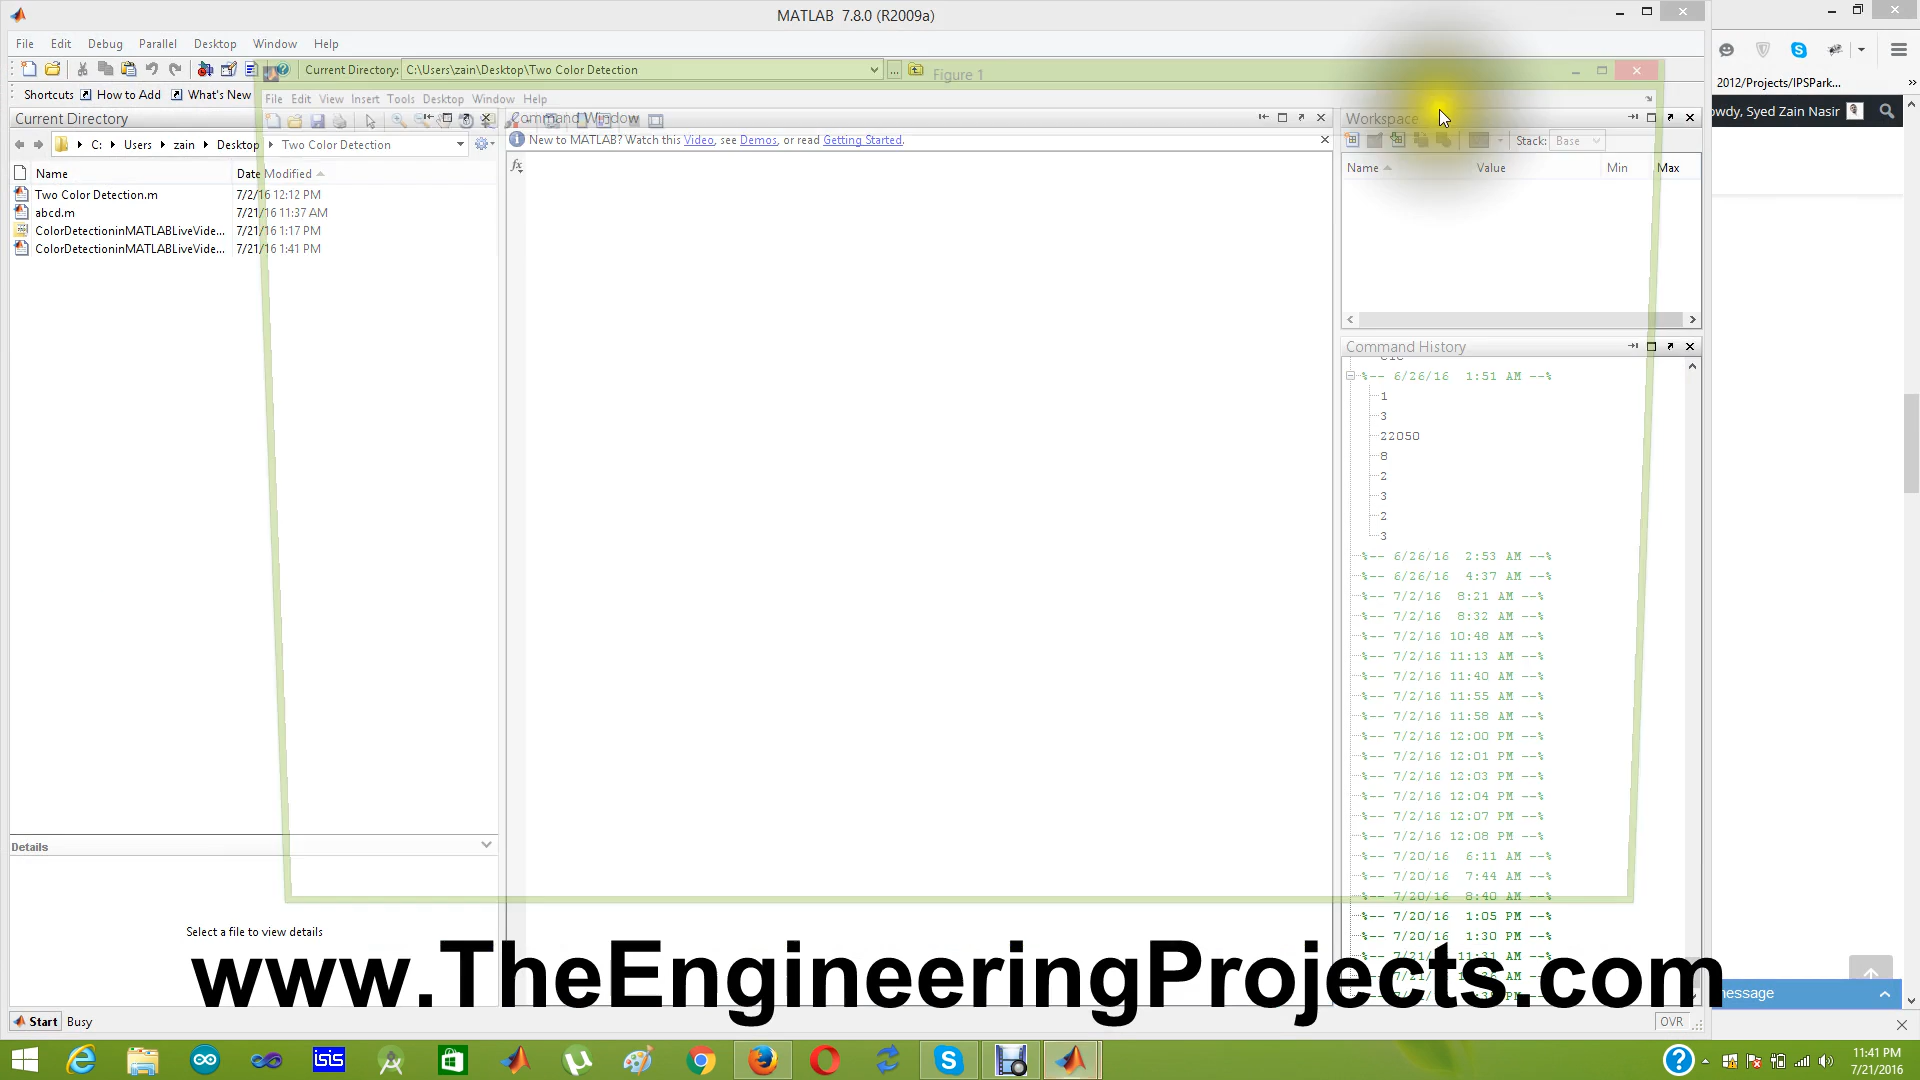 MATLAB 7.8.0 (R2009a)
File Edit Debug Parallel Desktop Window Help
Current Directory: C:\Users\zain\Desktop\Two Color Detection
Figure 1
2012/Projects/IPSPark...
Shortcuts How to Add What's New
File Edit View Insert Tools Desktop Window Help
owdy, Syed Zain Nasir
Current Directory
Command Window
Workspace
C: Users zain Desktop Two Color Detection
New to MATLAB? Watch this Video, see Demos, or read Getting Started.
Stack: Base
Name Date Modified
fx
Name Value Min Max
Two Color Detection.m 7/2/16 12:12 PM
abcd.m 7/21/16 11:37 AM
ColorDetectioninMATLABLiveVide... 7/21/16 1:17 PM
ColorDetectioninMATLABLiveVide... 7/21/16 1:41 PM
Command History
clc
%-- 6/26/16 1:51 AM --%
1
3
22050
8
2
3
2
3
%-- 6/26/16 2:53 AM --%
%-- 6/26/16 4:37 AM --%
%-- 7/2/16 8:21 AM --%
%-- 7/2/16 8:32 AM --%
%-- 7/2/16 10:48 AM --%
%-- 7/2/16 11:13 AM --%
%-- 7/2/16 11:40 AM --%
%-- 7/2/16 11:55 AM --%
%-- 7/2/16 11:58 AM --%
%-- 7/2/16 12:00 PM --%
%-- 7/2/16 12:01 PM --%
%-- 7/2/16 12:03 PM --%
%-- 7/2/16 12:04 PM --%
%-- 7/2/16 12:07 PM --%
%-- 7/2/16 12:08 PM --%
%-- 7/20/16 6:11 AM --%
%-- 7/20/16 7:44 AM --%
%-- 7/20/16 8:40 AM --%
%-- 7/20/16 1:05 PM --%
%-- 7/20/16 1:30 PM --%
Details
Select a file to view details
www.TheEngineeringProjects.com
message
Start Busy
OVR
isis
11:41 PM
7/21/2016